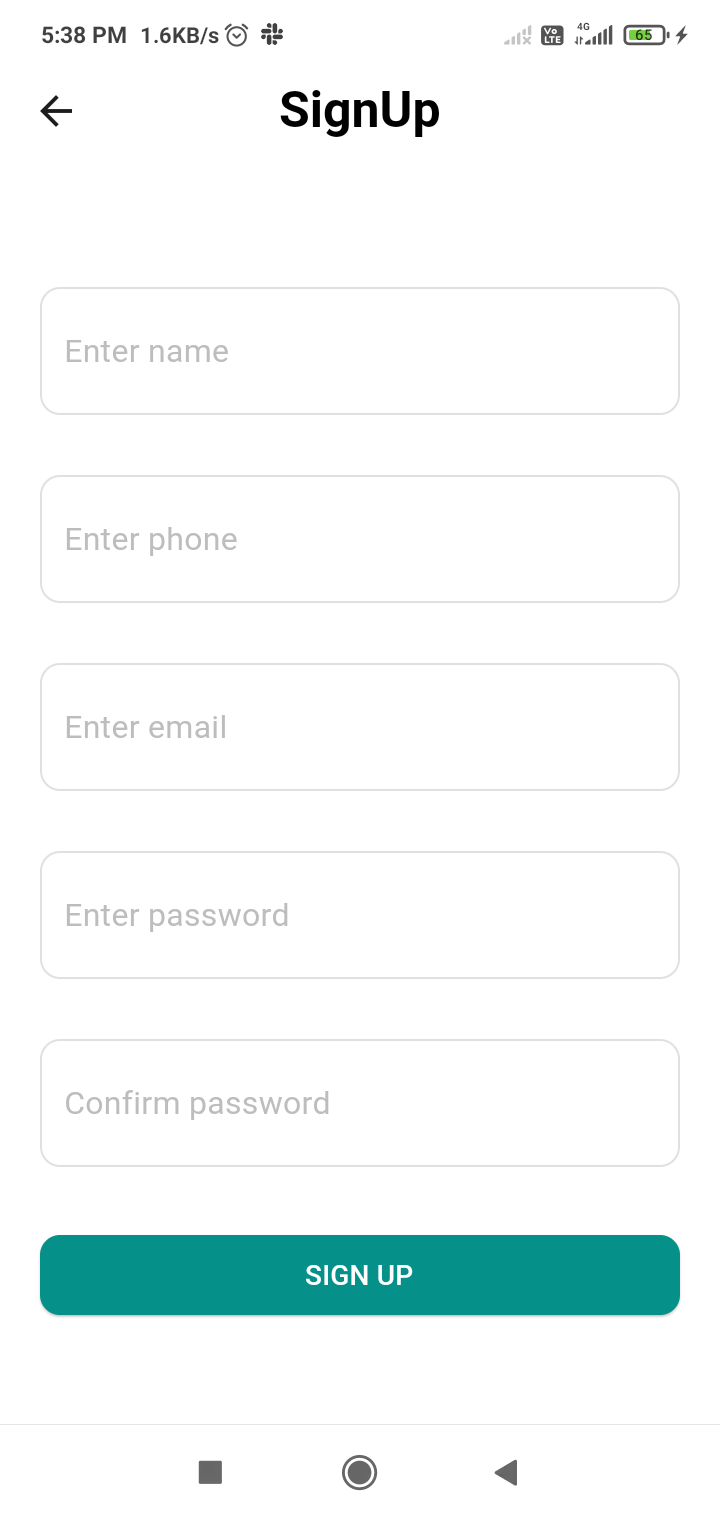 5:38 PM 1.6KB/s Vo LTE 4G 65
SignUp
Enter name
Enter phone
Enter email
Enter password
Confirm password
SIGN UP